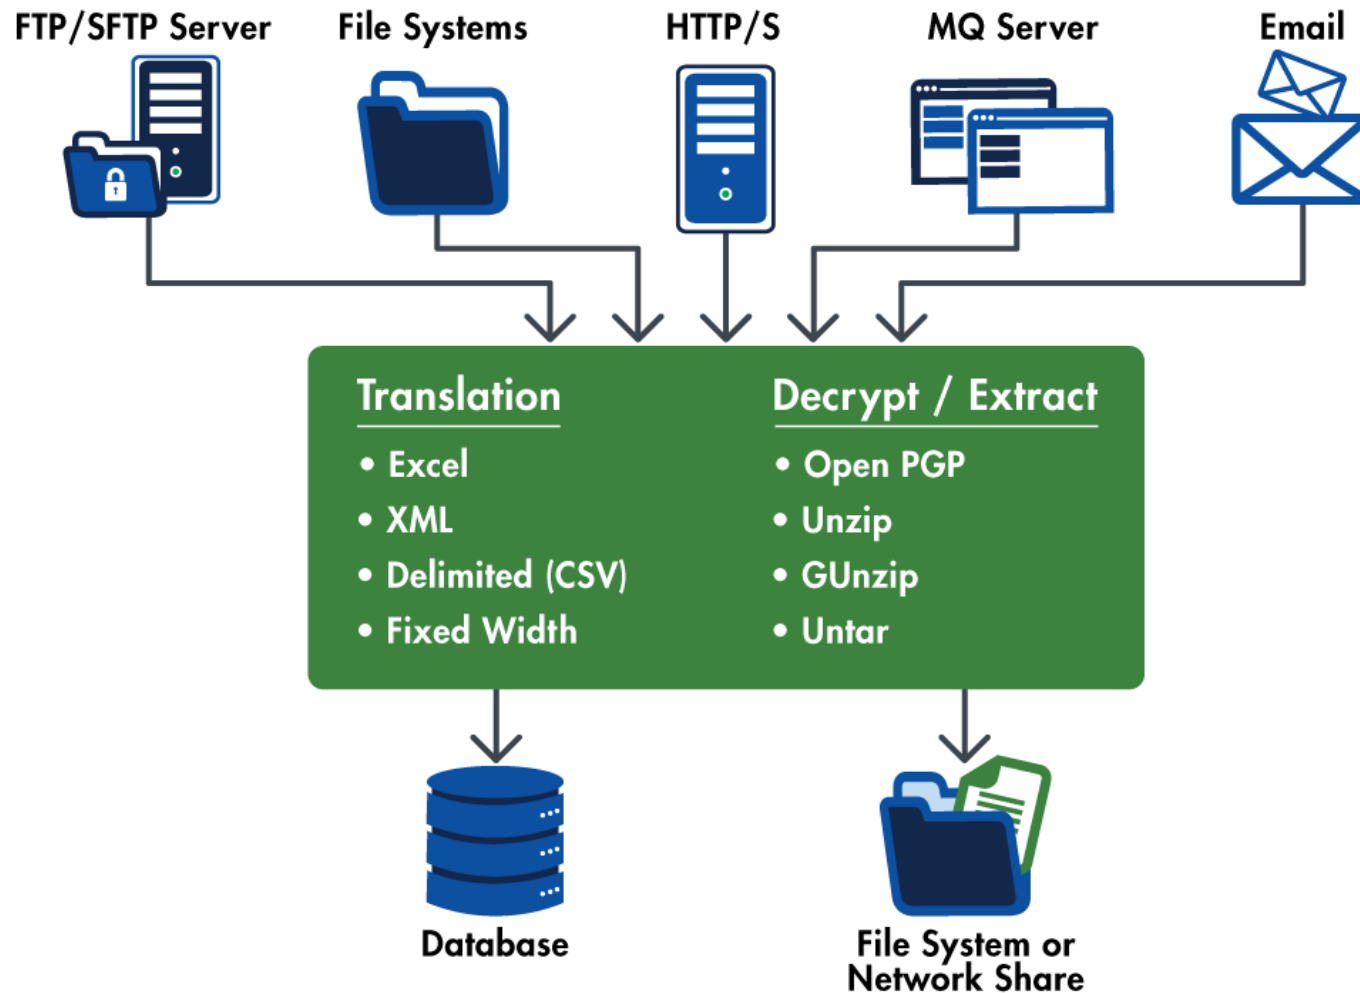 FTP/SFTP Server
File Systems
HTTP/S
MQ Server
Email
Translation
• Excel
• XML
• Delimited (CSV)
• Fixed Width
Decrypt / Extract
• Open PGP
• Unzip
• GUnzip
• Untar
Database
File System or
Network Share